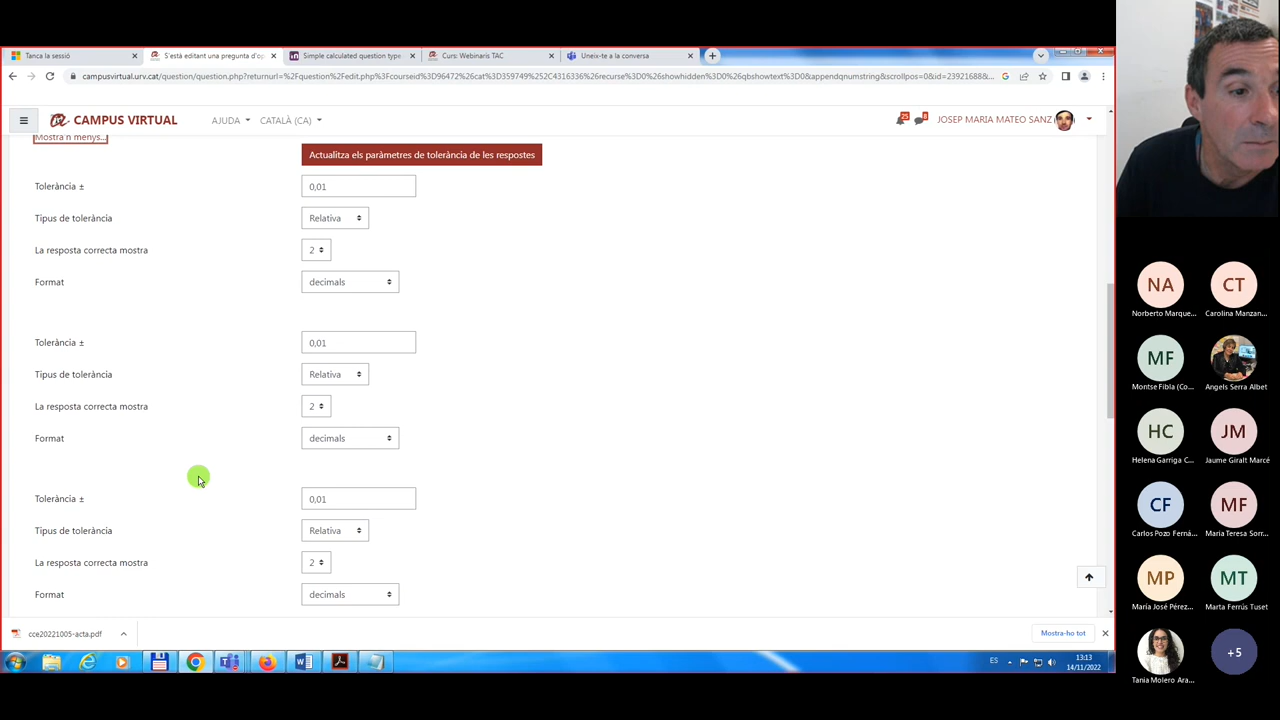 Tanca la sessió
S'està editant una pregunta d'op
Simple calculated question type
Curs: Webinaris TAC
Uneix-te a la conversa
campusvirtual.urv.cat/question/question.php?returnurl=%2Fquestion%2Fedit.php%3Fcourseid%3D96472%26cat%3D359749%252C4316336%26recurse%3D0%26showhidden%3D0%26qbshowtext%3D0&appendqnumstring&scrollpos=0&id=23921688&...
CAMPUS VIRTUAL
AJUDA
CATALÀ (CA)
25
8
JOSEP MARIA MATEO SANZ
Mostra'n menys...
Actualitza els paràmetres de tolerància de les respostes
Tolerància ±
0,01
Tipus de tolerància
Relativa
La resposta correcta mostra
2
Format
decimals
Tolerància ±
0,01
Tipus de tolerància
Relativa
La resposta correcta mostra
2
Format
decimals
Tolerància ±
0,01
Tipus de tolerància
Relativa
La resposta correcta mostra
2
Format
decimals
cce20221005-acta.pdf
Mostra-ho tot
ES
13:13
14/11/2022
NA
Norberto Marque...
CT
Carolina Manzan...
MF
Montse Fibla (Co...
Angels Serra Albet
HC
Helena Garriga C...
JM
Jaume Giralt Marcé
CF
Carlos Pozo Ferná...
MF
Maria Teresa Sorr...
MP
María José Pérez...
MT
Marta Ferrús Tuset
Tania Molero Ara...
+5